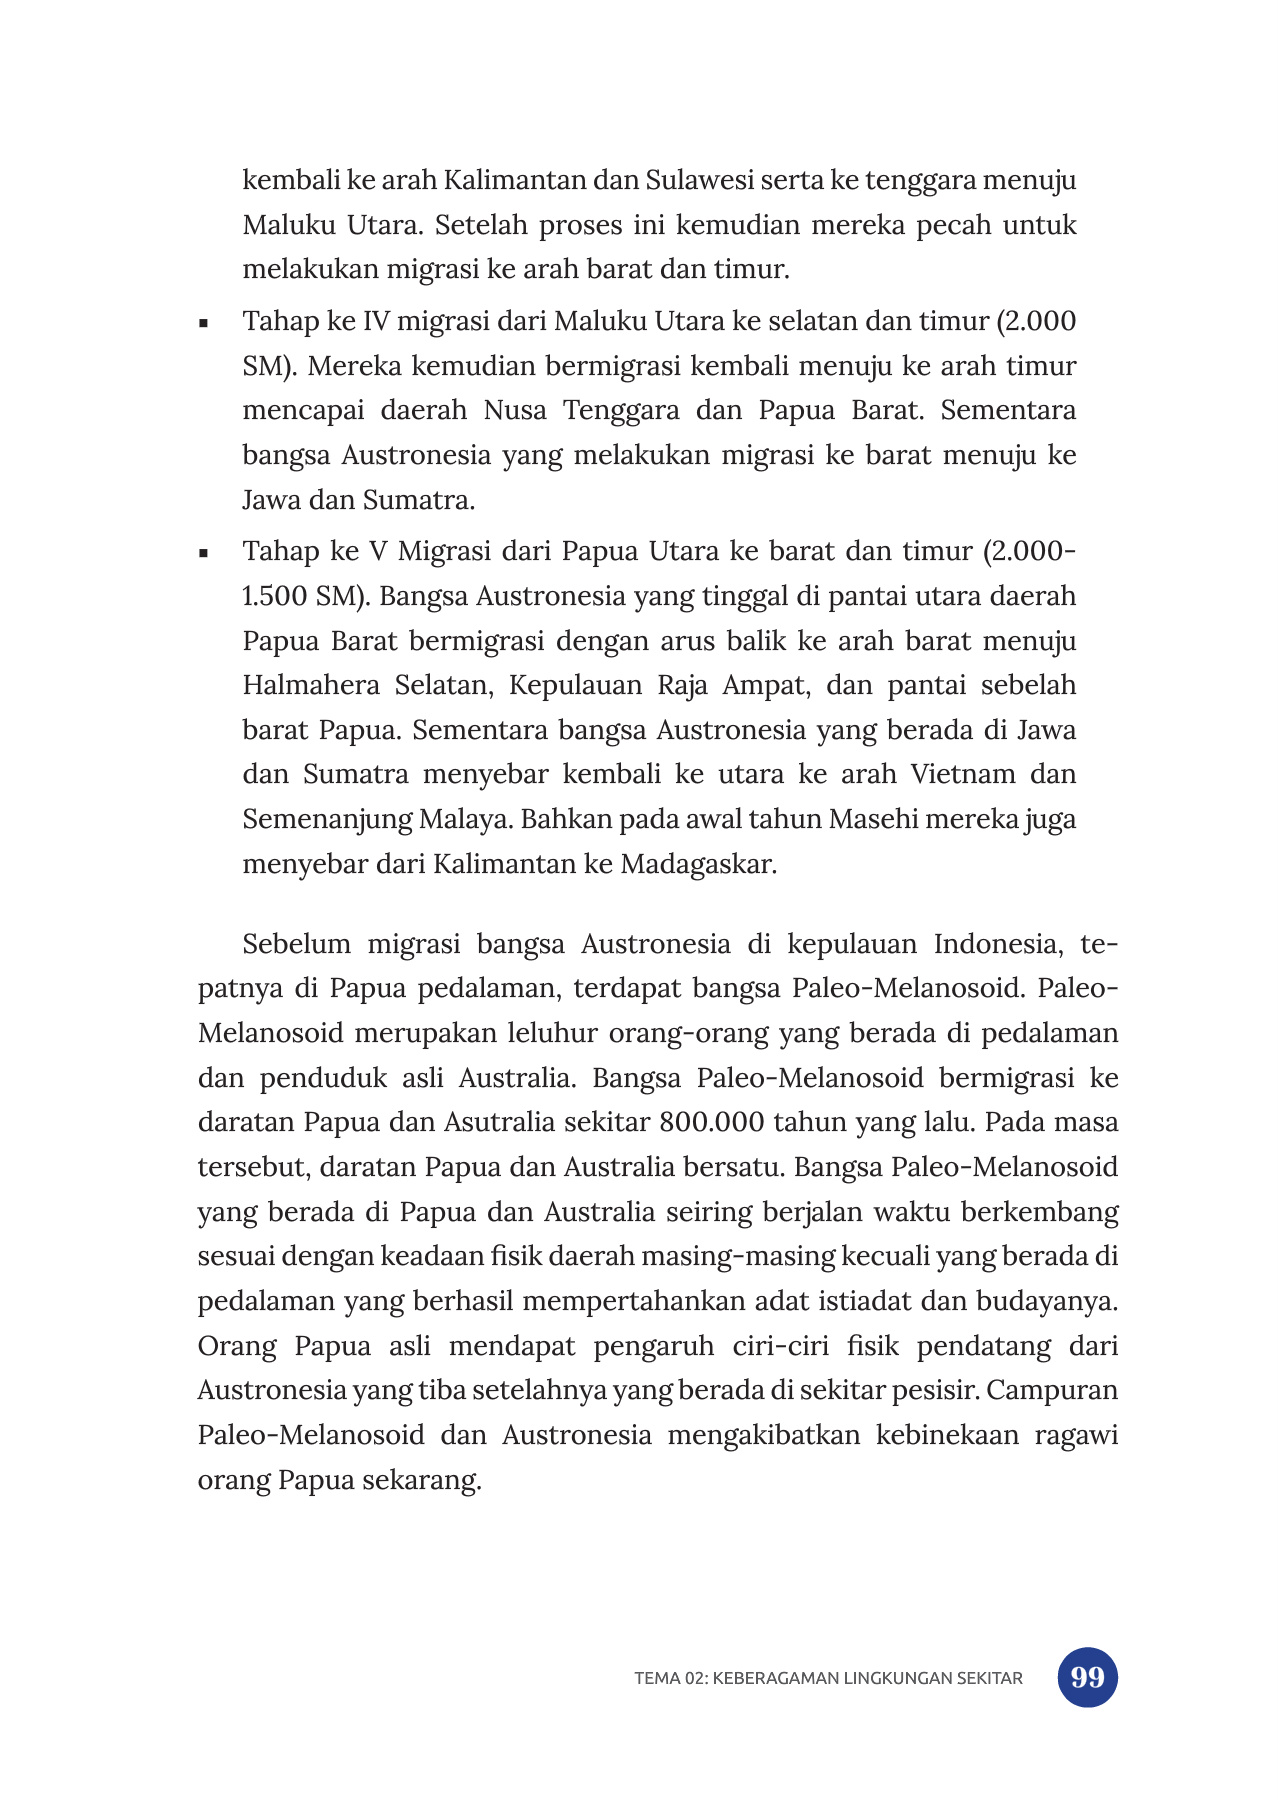 kembali ke arah Kalimantan dan Sulawesi serta ke tenggara menuju
Maluku Utara. Setelah proses ini kemudian mereka pecah untuk
melakukan migrasi ke arah barat dan timur.
▪ Tahap ke IV migrasi dari Maluku Utara ke selatan dan timur (2.000
SM). Mereka kemudian bermigrasi kembali menuju ke arah timur
mencapai daerah Nusa Tenggara dan Papua Barat. Sementara
bangsa Austronesia yang melakukan migrasi ke barat menuju ke
Jawa dan Sumatra.
▪ Tahap ke V Migrasi dari Papua Utara ke barat dan timur (2.000-
1.500 SM). Bangsa Austronesia yang tinggal di pantai utara daerah
Papua Barat bermigrasi dengan arus balik ke arah barat menuju
Halmahera Selatan, Kepulauan Raja Ampat, dan pantai sebelah
barat Papua. Sementara bangsa Austronesia yang berada di Jawa
dan Sumatra menyebar kembali ke utara ke arah Vietnam dan
Semenanjung Malaya. Bahkan pada awal tahun Masehi mereka juga
menyebar dari Kalimantan ke Madagaskar.
Sebelum migrasi bangsa Austronesia di kepulauan Indonesia, te-
patnya di Papua pedalaman, terdapat bangsa Paleo-Melanosoid. Paleo-
Melanosoid merupakan leluhur orang-orang yang berada di pedalaman
dan penduduk asli Australia. Bangsa Paleo-Melanosoid bermigrasi ke
daratan Papua dan Asutralia sekitar 800.000 tahun yang lalu. Pada masa
tersebut, daratan Papua dan Australia bersatu. Bangsa Paleo-Melanosoid
yang berada di Papua dan Australia seiring berjalan waktu berkembang
sesuai dengan keadaan fisik daerah masing-masing kecuali yang berada di
pedalaman yang berhasil mempertahankan adat istiadat dan budayanya.
Orang Papua asli mendapat pengaruh ciri-ciri fisik pendatang dari
Austronesia yang tiba setelahnya yang berada di sekitar pesisir. Campuran
Paleo-Melanosoid dan Austronesia mengakibatkan kebinekaan ragawi
orang Papua sekarang.
TEMA 02: KEBERAGAMAN LINGKUNGAN SEKITAR 99